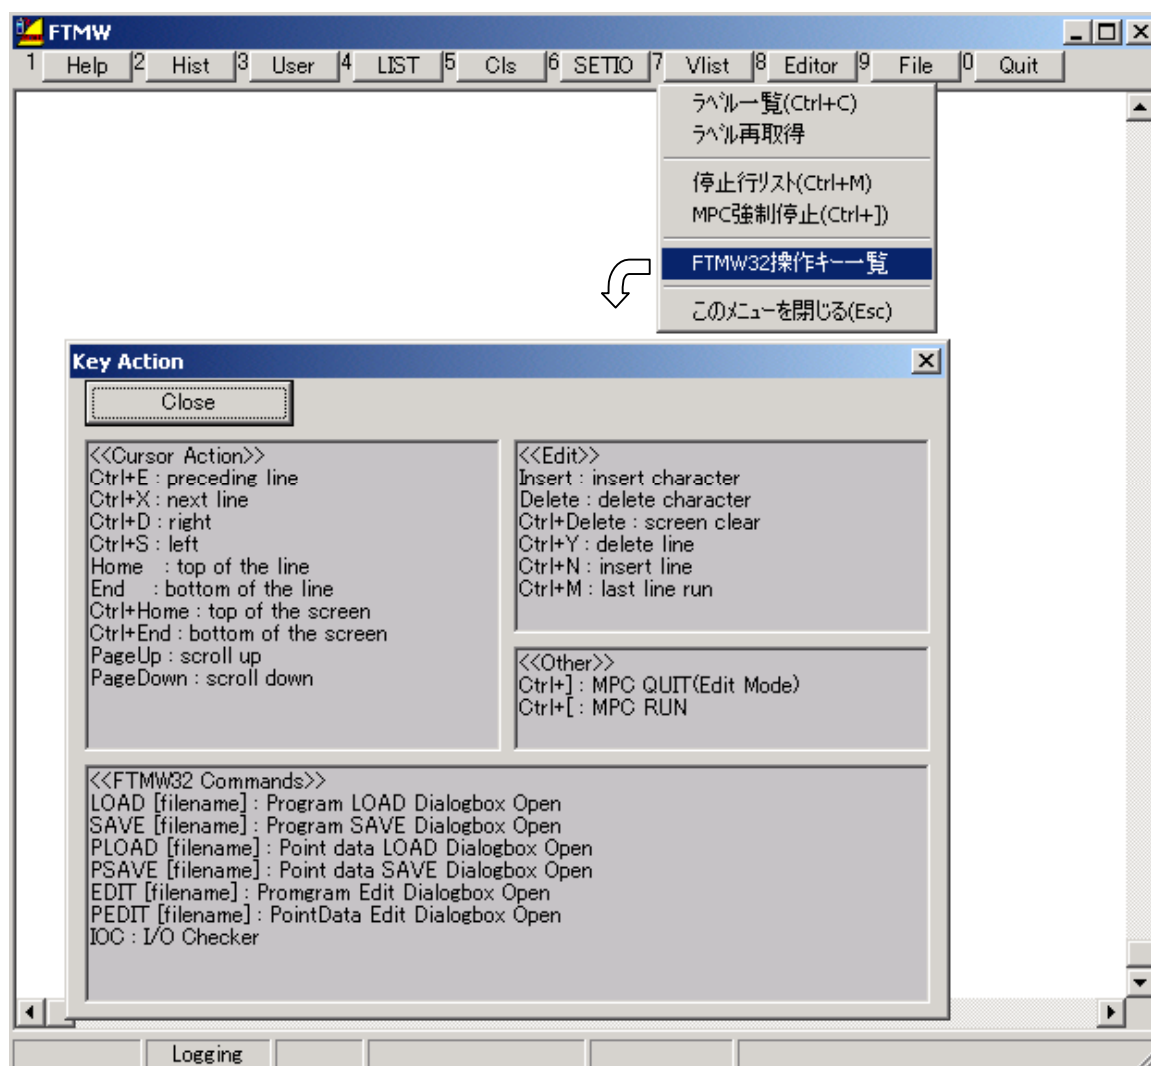 FTMW
1 Help 2 Hist 3 User 4 LIST 5 Cls 6 SETIO 7 Vlist 8 Editor 9 File 0 Quit
ラベル一覧(Ctrl+C)
ラベル再取得
停止行リスト(Ctrl+M)
MPC強制停止(Ctrl+])
FTMW32操作キー一覧
このメニューを閉じる(Esc)
Key Action
Close
<<Cursor Action>>
Ctrl+E : preceding line
Ctrl+X : next line
Ctrl+D : right
Ctrl+S : left
Home : top of the line
End : bottom of the line
Ctrl+Home : top of the screen
Ctrl+End : bottom of the screen
PageUp : scroll up
PageDown : scroll down
<<Edit>>
Insert : insert character
Delete : delete character
Ctrl+Delete : screen clear
Ctrl+Y : delete line
Ctrl+N : insert line
Ctrl+M : last line run
<<Other>>
Ctrl+] : MPC QUIT(Edit Mode)
Ctrl+[ : MPC RUN
<<FTMW32 Commands>>
LOAD [filename] : Program LOAD Dialogbox Open
SAVE [filename] : Program SAVE Dialogbox Open
PLOAD [filename] : Point data LOAD Dialogbox Open
PSAVE [filename] : Point data SAVE Dialogbox Open
EDIT [filename] : Promgram Edit Dialogbox Open
PEDIT [filename] : PointData Edit Dialogbox Open
IOC : I/O Checker
Logging